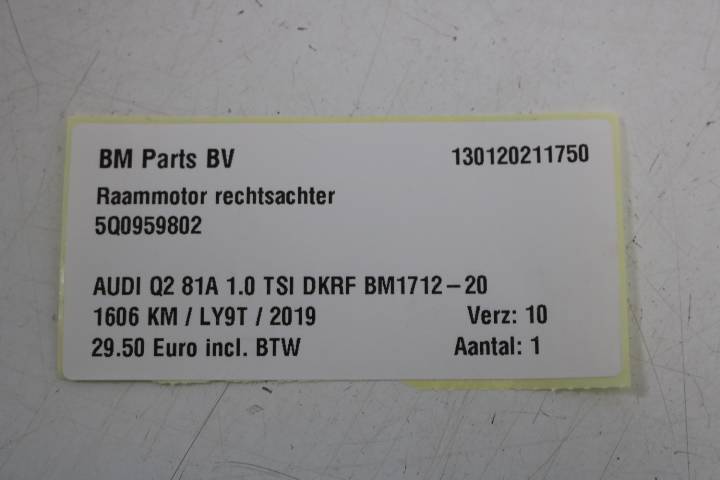 BM Parts BV 130120211750
Raammotor rechtsachter
5Q0959802
AUDI Q2 81A 1.0 TSI DKRF BM1712-20
1606 KM / LY9T / 2019 Verz: 10
29.50 Euro incl. BTW Aantal: 1